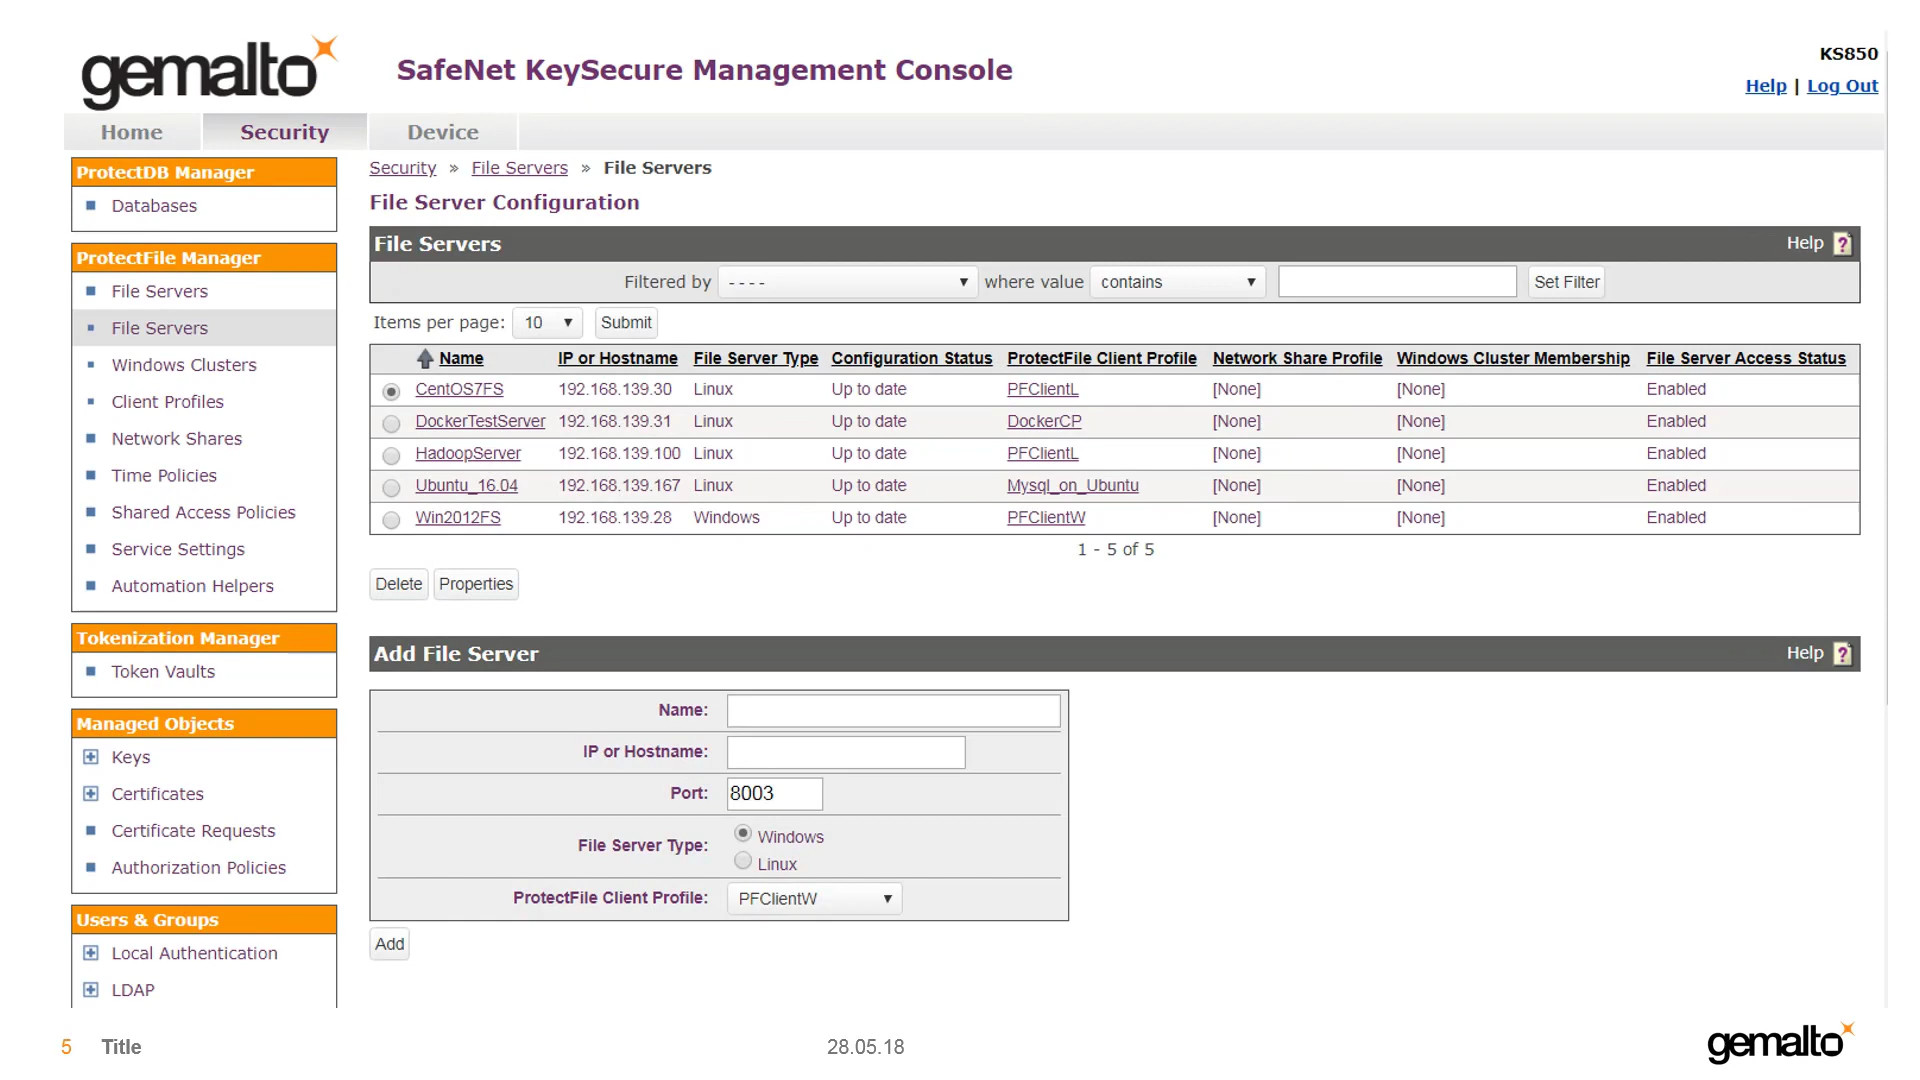 gemalto
SafeNet KeySecure Management Console
KS850
Help | Log Out
Home Security Device
ProtectDB Manager
Databases
ProtectFile Manager
File Servers
File Servers
Windows Clusters
Client Profiles
Network Shares
Time Policies
Shared Access Policies
Service Settings
Automation Helpers
Tokenization Manager
Token Vaults
Managed Objects
Keys
Certificates
Certificate Requests
Authorization Policies
Users & Groups
Local Authentication
LDAP
Security » File Servers » File Servers
File Server Configuration
File Servers Help ?
Filtered by ---- where value contains Set Filter
Items per page: 10 Submit
Name IP or Hostname File Server Type Configuration Status ProtectFile Client Profile Network Share Profile Windows Cluster Membership File Server Access Status
CentOS7FS 192.168.139.30 Linux Up to date PFClientL [None] [None] Enabled
DockerTestServer 192.168.139.31 Linux Up to date DockerCP [None] [None] Enabled
HadoopServer 192.168.139.100 Linux Up to date PFClientL [None] [None] Enabled
Ubuntu_16.04 192.168.139.167 Linux Up to date Mysql_on_Ubuntu [None] [None] Enabled
Win2012FS 192.168.139.28 Windows Up to date PFClientW [None] [None] Enabled
1 - 5 of 5
Delete Properties
Add File Server Help ?
Name:
IP or Hostname:
Port: 8003
File Server Type: Windows
Linux
ProtectFile Client Profile: PFClientW
Add
5 Title 28.05.18 gemalto